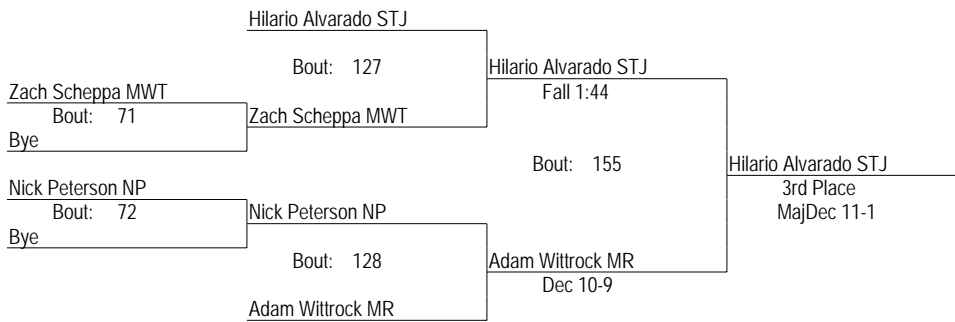 Hilario Alvarado STJ
Bout: 127
Hilario Alvarado STJ
Fall 1:44
Zach Scheppa MWT
Bout: 71
Zach Scheppa MWT
Bye
Bout: 155
Hilario Alvarado STJ
3rd Place
MajDec 11-1
Nick Peterson NP
Bout: 72
Nick Peterson NP
Bye
Bout: 128
Adam Wittrock MR
Dec 10-9
Adam Wittrock MR